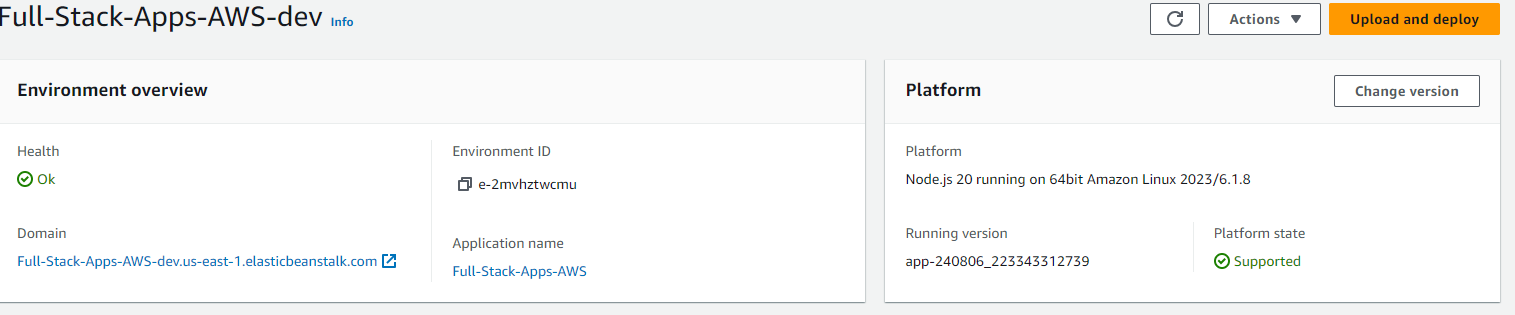 Full-Stack-Apps-AWS-dev Info
Actions
Upload and deploy
Environment overview
Health
Ok
Environment ID
e-2mvhztwcmu
Domain
Full-Stack-Apps-AWS-dev.us-east-1.elasticbeanstalk.com
Application name
Full-Stack-Apps-AWS
Platform
Change version
Platform
Node.js 20 running on 64bit Amazon Linux 2023/6.1.8
Running version
app-240806_223343312739
Platform state
Supported